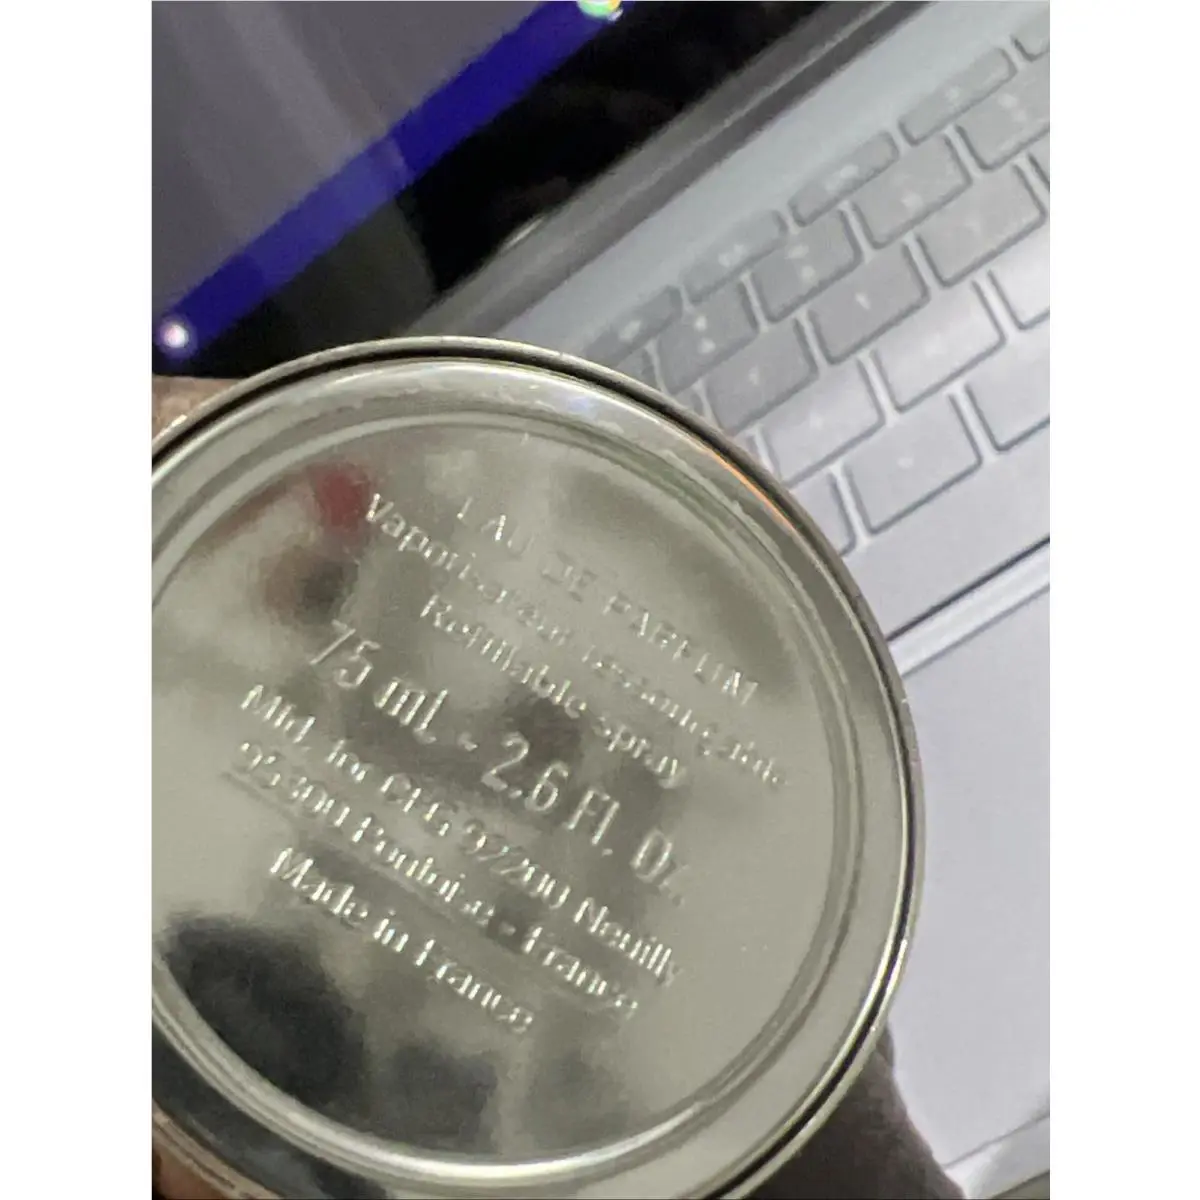 EAU DE PARFUM
Vaporisateur ressourçable
Refillable spray
75 ml - 2.6 Fl. Oz.
Mfd. for CFG 92200 Neuilly
95300 Pontoise - France
Made in France